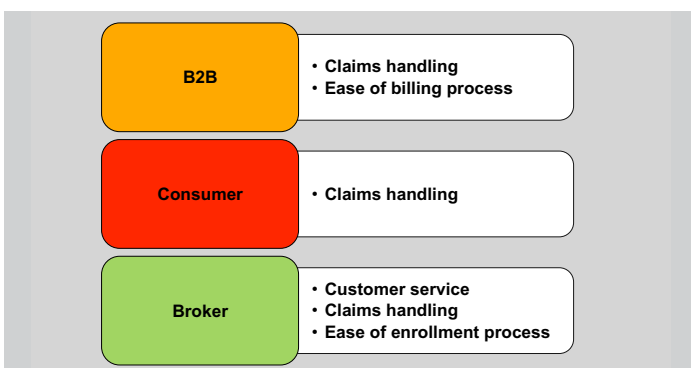 B2B
• Claims handling
• Ease of billing process
Consumer
• Claims handling
Broker
• Customer service
• Claims handling
• Ease of enrollment process